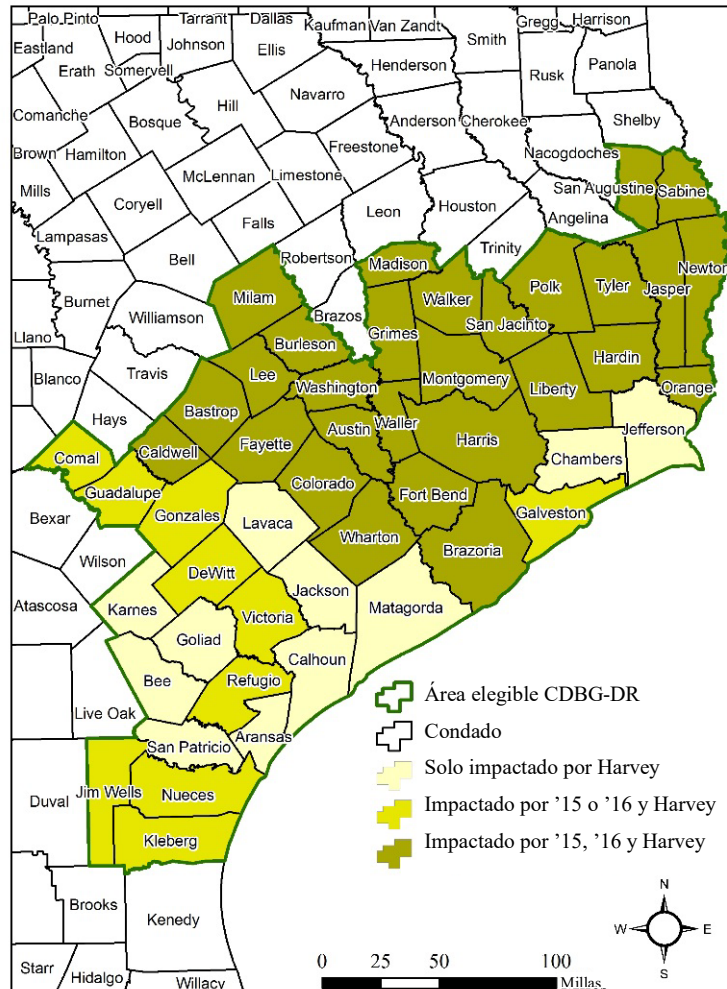 Palo Pinto
Tarrant
Dallas
Kaufman
Van Zandt
Gregg
Harrison
Eastland
Hood
Johnson
Ellis
Smith
Erath
Somervell
Henderson
Rusk
Panola
Comanche
Bosque
Hill
Navarro
Anderson
Cherokee
Shelby
Brown
Hamilton
Freestone
Nacogdoches
Mills
McLennan
Limestone
San Augustine
Sabine
Coryell
Leon
Houston
Angelina
Lampasas
Falls
Trinity
Bell
Robertson
Madison
Newton
Burnet
Milam
Walker
Polk
Tyler
Jasper
Llano
Williamson
Brazos
Grimes
San Jacinto
Burleson
Hardin
Blanco
Travis
Lee
Washington
Montgomery
Liberty
Orange
Hays
Bastrop
Austin
Waller
Harris
Jefferson
Comal
Caldwell
Fayette
Chambers
Guadalupe
Colorado
Fort Bend
Bexar
Gonzales
Lavaca
Galveston
Wilson
Wharton
Brazoria
DeWitt
Atascosa
Karnes
Victoria
Jackson
Matagorda
Goliad
Calhoun
Bee
Refugio
Live Oak
Aransas
San Patricio
Duval
Jim Wells
Nueces
Kleberg
Brooks
Kenedy
Starr
Hidalgo
Willacy
Área elegible CDBG-DR
Condado
Solo impactado por Harvey
Impactado por ’15 o ’16 y Harvey
Impactado por ’15, ’16 y Harvey
N
W
E
S
0 25 50 100
Millas